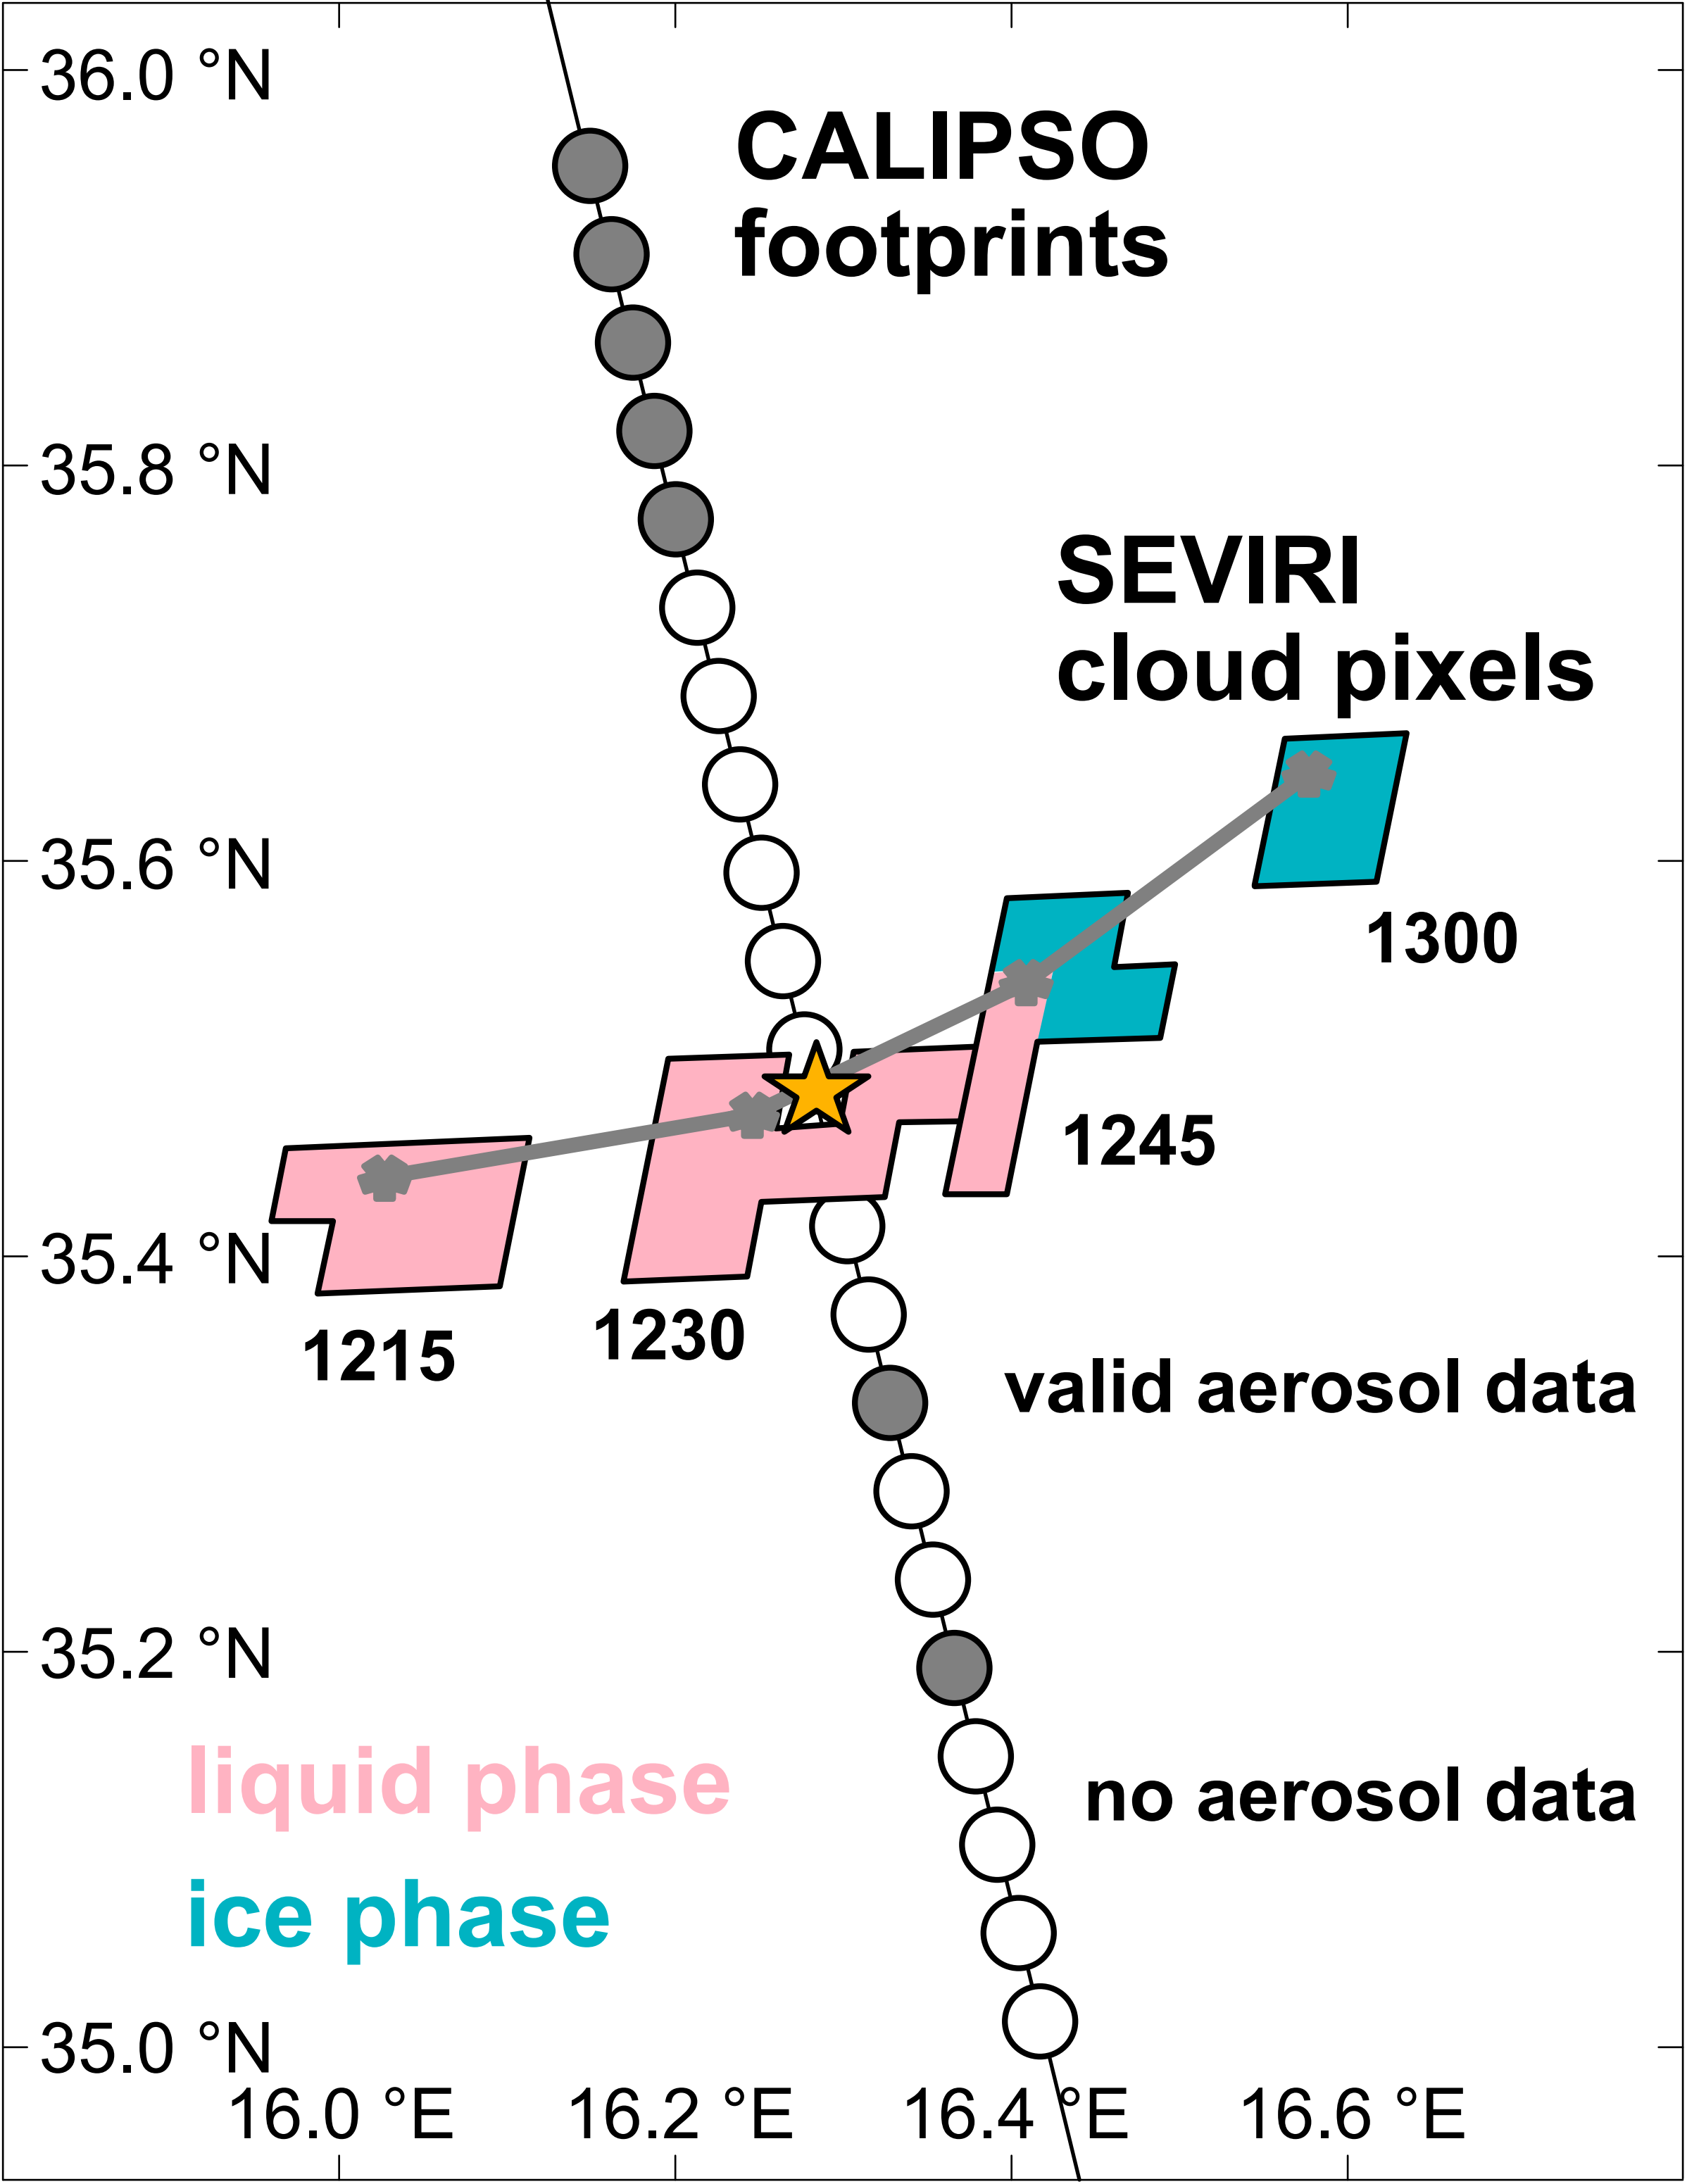 36.0 °N
CALIPSO
footprints
35.8 °N
SEVIRI
cloud pixels
35.6 °N
1300
1245
35.4 °N
1230
1215
valid aerosol data
35.2 °N
liquid phase
no aerosol data
ice phase
35.0 °N
16.0 °E 16.2 °E 16.4 °E 16.6 °E